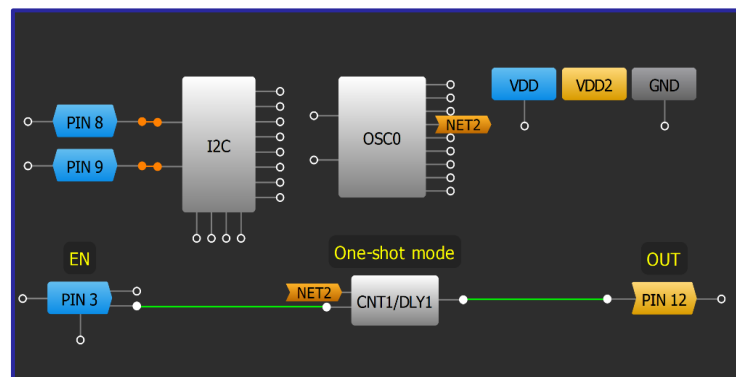 PIN 8
PIN 9
I2C
OSC0
NET2
VDD
VDD2
GND
EN
One-shot mode
OUT
PIN 3
NET2
CNT1/DLY1
PIN 12